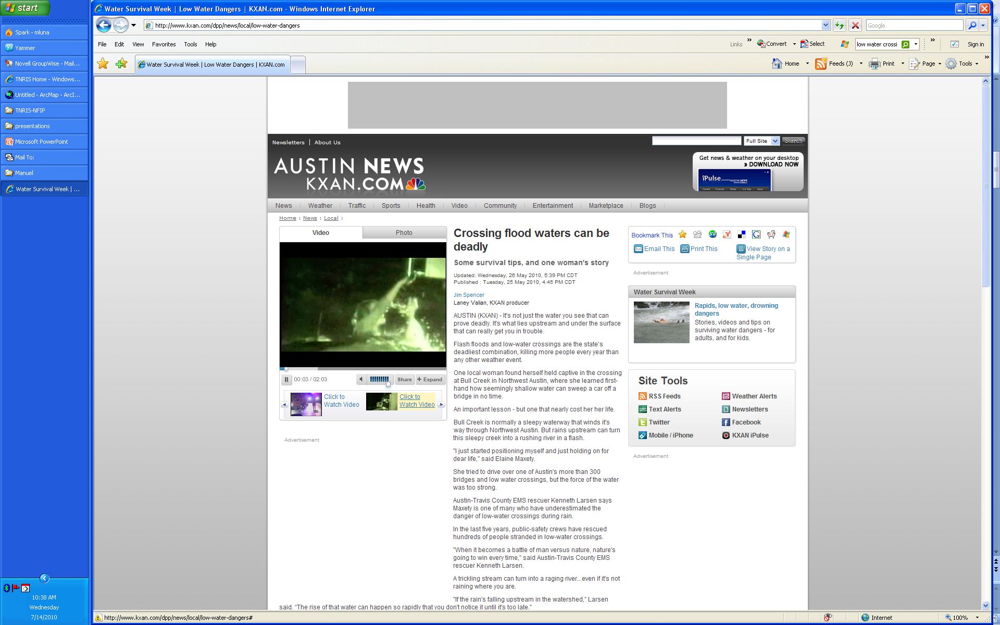 start
Spark - mluna
Yammer
Novell GroupWise - Mail...
TNRIS Home - Windows...
Untitled - ArcMap - ArcI...
TNRIS-NFIP
presentations
Microsoft PowerPoint
Mail To:
Manuel
Water Survival Week | ...
10:38 AM
Wednesday
7/14/2010
Water Survival Week | Low Water Dangers | KXAN.com - Windows Internet Explorer
http://www.kxan.com/dpp/news/local/low-water-dangers
Google
File Edit View Favorites Tools Help
Links » Convert Select low water crossi » Sign in
Water Survival Week | Low Water Dangers | KXAN.com
Home Feeds (J) Print Page Tools »
Newsletters | About Us
Full Site Search
AUSTIN NEWS
KXAN.COM
Get news & weather on your desktop
» DOWNLOAD NOW
iPulse powered by AUSTIN NEWS
KXAN.COM
Current Forecast Radar U.S. Map News
News Weather Traffic Sports Health Video Community Entertainment Marketplace Blogs
Home : News : Local :
Video Photo
00:03 / 02:03 Share + Expand
Click to
Watch Video
Click to
Watch Video
Advertisement
Crossing flood waters can be
deadly
Some survival tips, and one woman's story
Updated: Wednesday, 26 May 2010, 5:39 PM CDT
Published : Tuesday, 25 May 2010, 4:45 PM CDT
Jim Spencer
Laney Valian, KXAN producer
AUSTIN (KXAN) - It's not just the water you see that can
prove deadly. It's what lies upstream and under the surface
that can really get you in trouble.
Flash floods and low-water crossings are the state's
deadliest combination, killing more people every year than
any other weather event.
One local woman found herself held captive in the crossing
at Bull Creek in Northwest Austin, where she learned first-
hand how seemingly shallow water can sweep a car off a
bridge in no time.
An important lesson - but one that nearly cost her her life.
Bull Creek is normally a sleepy waterway that winds it's
way through Northwest Austin. But rains upstream can turn
this sleepy creek into a rushing river in a flash.
"I just started positioning myself and just holding on for
dear life," said Elaine Maxety.
She tried to drive over one of Austin's more than 300
bridges and low water crossings, but the force of the water
was too strong.
Austin-Travis County EMS rescuer Kenneth Larsen says
Maxety is one of many who have underestimated the
danger of low-water crossings during rain.
In the last five years, public-safety crews have rescued
hundreds of people stranded in low-water crossings.
"When it becomes a battle of man versus nature, nature's
going to win every time," said Austin-Travis County EMS
rescuer Kenneth Larsen.
A trickling stream can turn into a raging river...even if it's not
raining where you are.
"If the rain's falling upstream in the watershed," Larsen
said. "The rise of that water can happen so rapidly that you don't notice it until it's too late."
Bookmark This
Email This Print This View Story on a
Single Page
Advertisement
Water Survival Week
Rapids, low water, drowning
dangers
Stories, videos and tips on
surviving water dangers - for
adults, and for kids.
Site Tools
RSS Feeds Weather Alerts
SMS Text Alerts Newsletters
Twitter Facebook
Mobile / iPhone KXAN iPulse
Advertisement
http://www.kxan.com/dpp/news/local/low-water-dangers#
Internet 100%